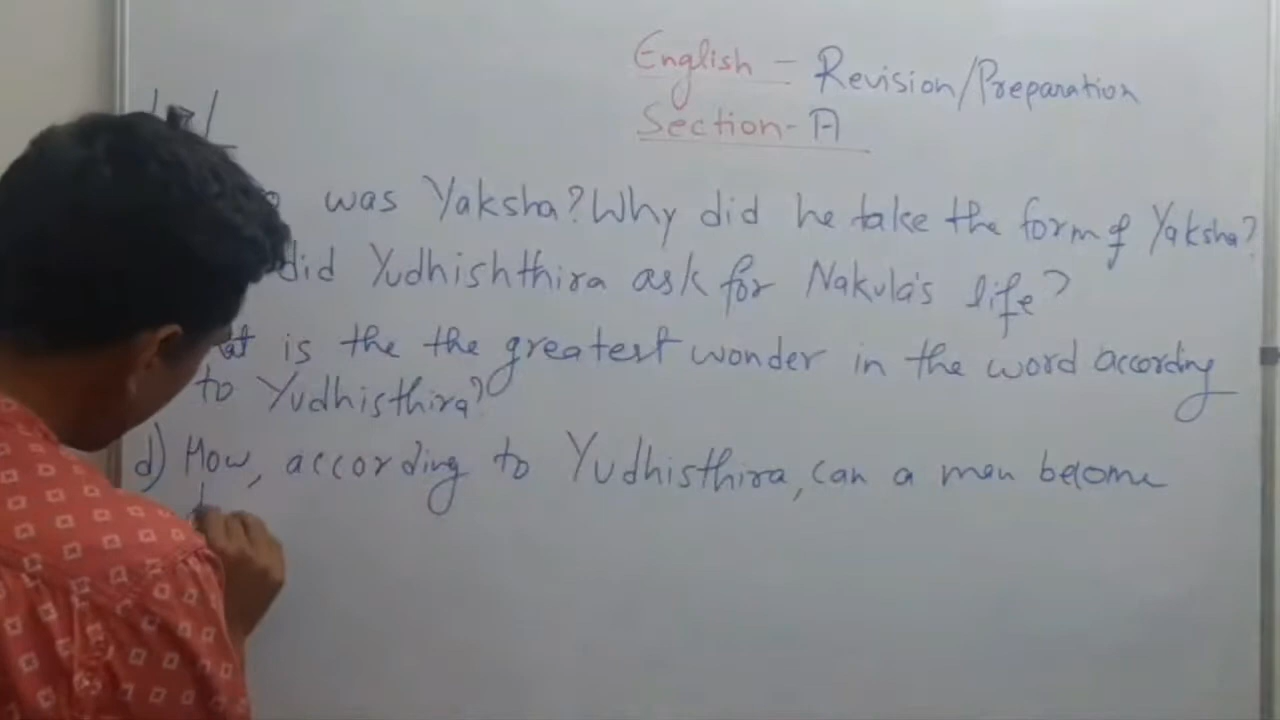 English - Revision/Preparation
Section-A
was Yaksha? Why did he take the form of Yaksha?
did Yudhishthira ask for Nakula's life?
is the the greatest wonder in the word according
to Yudhisthira?
d) How, according to Yudhisthira, can a man become